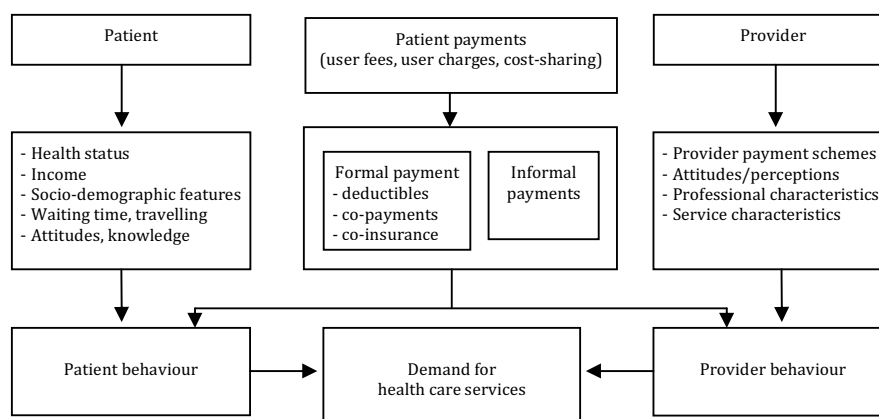 Patient
Patient payments
(user fees, user charges, cost-sharing)
Provider
- Health status
- Income
- Socio-demographic features
- Waiting time, travelling
- Attitudes, knowledge
Formal payment
- deductibles
- co-payments
- co-insurance
Informal
payments
- Provider payment schemes
- Attitudes/perceptions
- Professional characteristics
- Service characteristics
Patient behaviour
Demand for
health care services
Provider behaviour